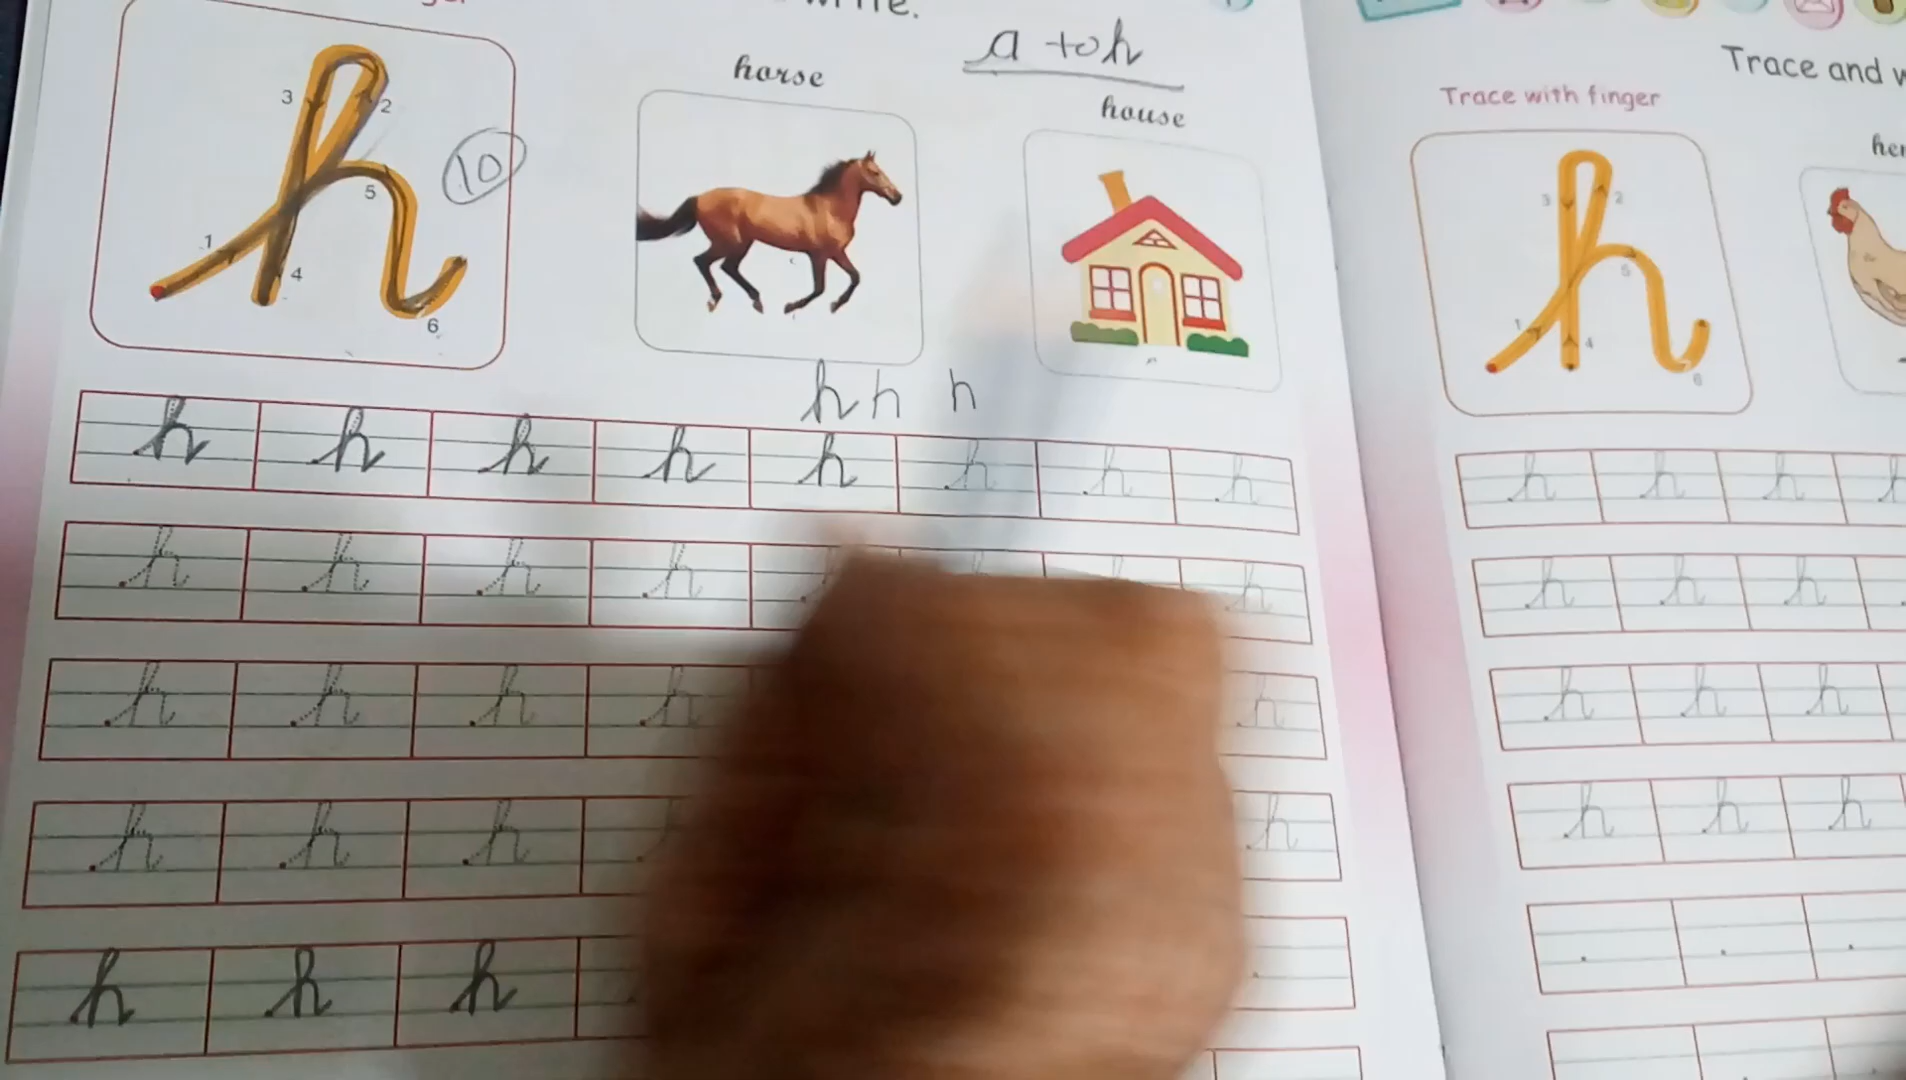 write.
a to h
horse
house
3
2
10
5
1
4
6
h h h
h h h h h h h h
h h h h h h h
h h h h h
h h h h
h h h
Trace and
Trace with finger
3
2
5
1
4
6
h h h h
h h h
h h h
h h h